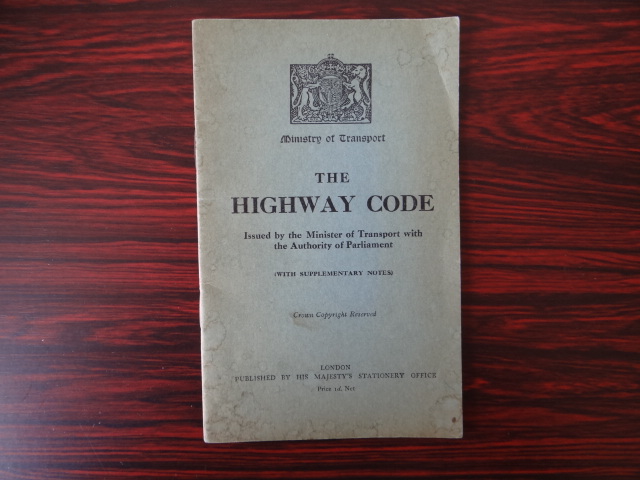 Ministry of Transport
THE
HIGHWAY CODE
Issued by the Minister of Transport with
the Authority of Parliament
(WITH SUPPLEMENTARY NOTES)
Crown Copyright Reserved
LONDON
PUBLISHED BY HIS MAJESTY'S STATIONERY OFFICE
Price 1d. Net